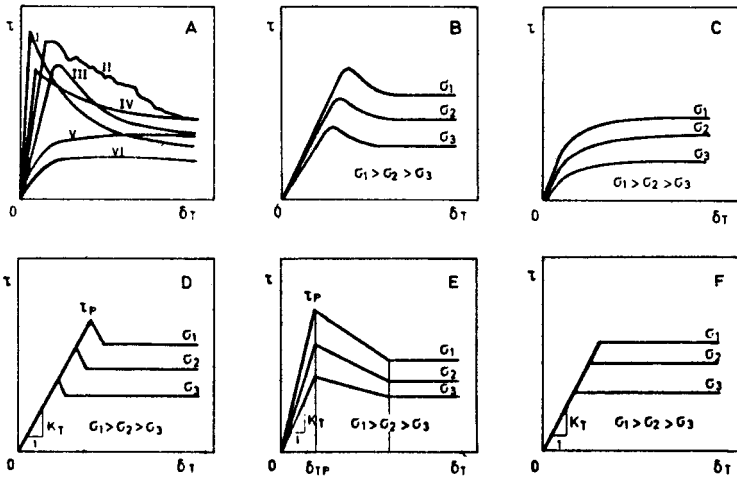 τ
A
I
II
III
IV
V
VI
0
δT
τ
B
σ1
σ2
σ3
σ1 > σ2 > σ3
0
δT
τ
C
σ1
σ2
σ3
σ1 > σ2 > σ3
0
δT
τ
D
τP
σ1
σ2
σ3
KT
1
σ1 > σ2 > σ3
0
δT
τ
E
τP
σ1
σ2
σ3
KT
1
σ1 > σ2 > σ3
0
δTP
δT
τ
F
σ1
σ2
σ3
KT
1
σ1 > σ2 > σ3
0
δT